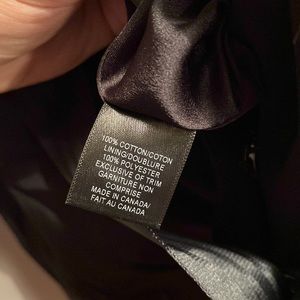 100% COTTON/COTON
LINING/DOUBLURE
100% POLYESTER
EXCLUSIVE OF TRIM
GARNITURE NON
COMPRISE
MADE IN CANADA/
FAIT AU CANADA